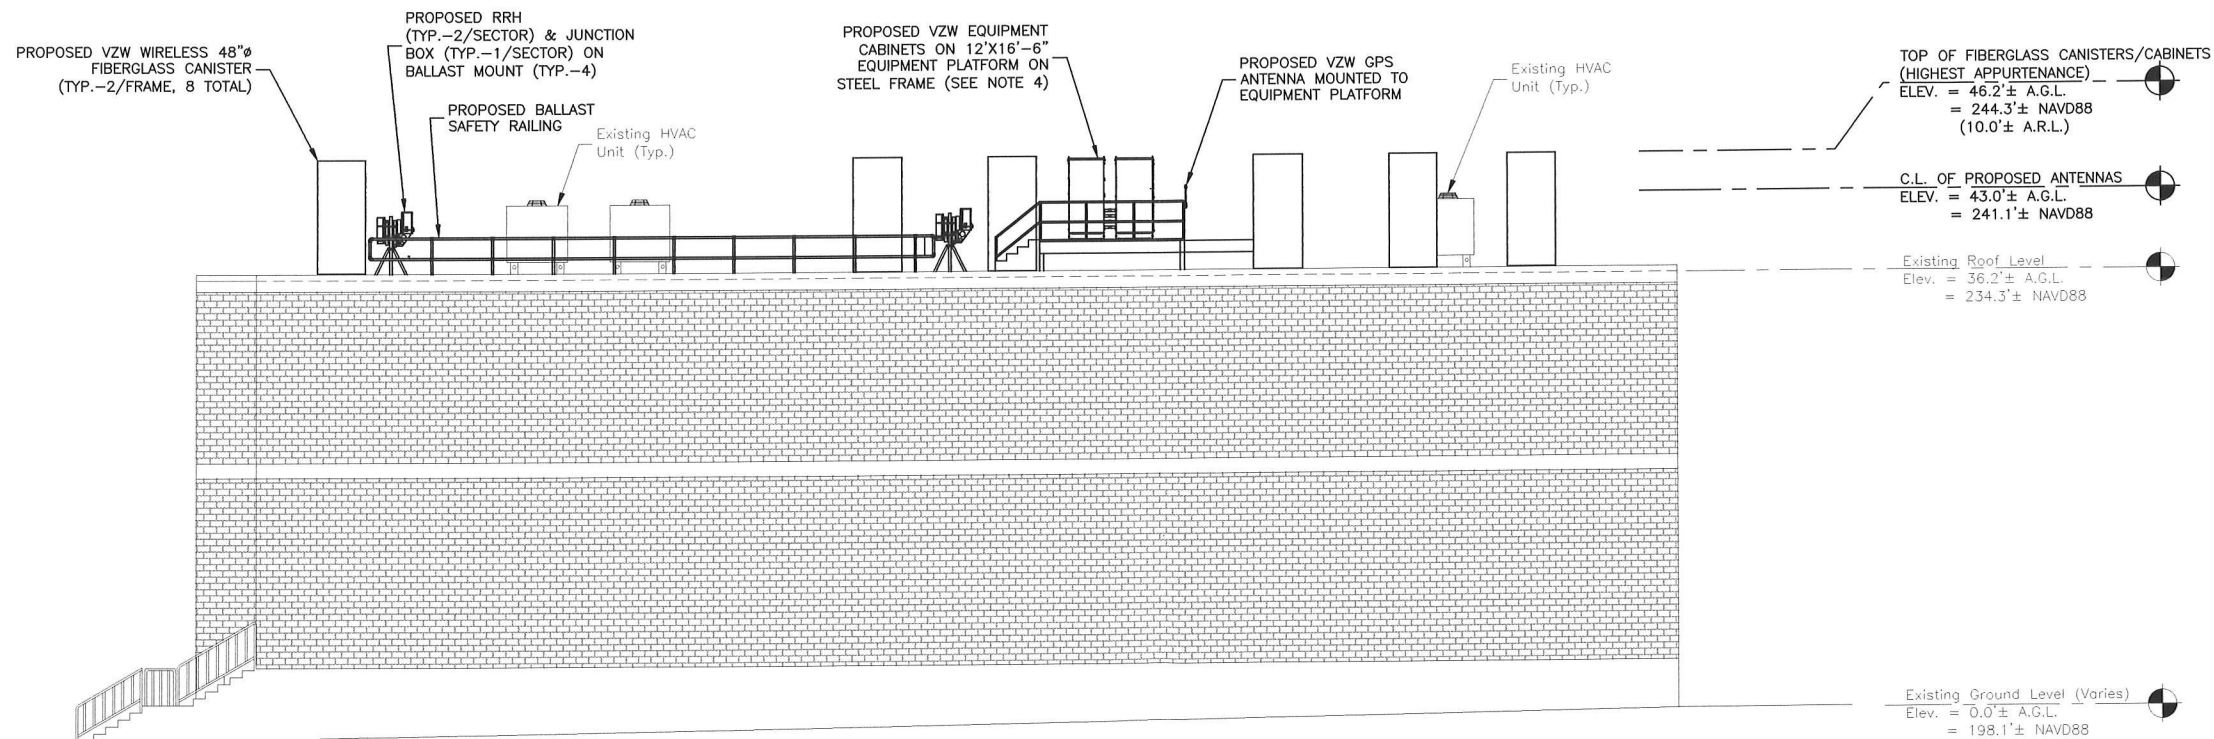 PROPOSED VZW WIRELESS 48"ø
FIBERGLASS CANISTER
(TYP.-2/FRAME, 8 TOTAL)
PROPOSED RRH
(TYP.-2/SECTOR) & JUNCTION
BOX (TYP.-1/SECTOR) ON
BALLAST MOUNT (TYP.-4)
PROPOSED BALLAST
SAFETY RAILING
Existing HVAC
Unit (Typ.)
PROPOSED VZW EQUIPMENT
CABINETS ON 12'X16'-6"
EQUIPMENT PLATFORM ON
STEEL FRAME (SEE NOTE 4)
PROPOSED VZW GPS
ANTENNA MOUNTED TO
EQUIPMENT PLATFORM
Existing HVAC
Unit (Typ.)
TOP OF FIBERGLASS CANISTERS/CABINETS
(HIGHEST APPURTENANCE)
ELEV. = 46.2'± A.G.L.
= 244.3'± NAVD88
(10.0'± A.R.L.)
C.L. OF PROPOSED ANTENNAS
ELEV. = 43.0'± A.G.L.
= 241.1'± NAVD88
Existing Roof Level
Elev. = 36.2'± A.G.L.
= 234.3'± NAVD88
Existing Ground Level (Varies)
Elev. = 0.0'± A.G.L.
= 198.1'± NAVD88